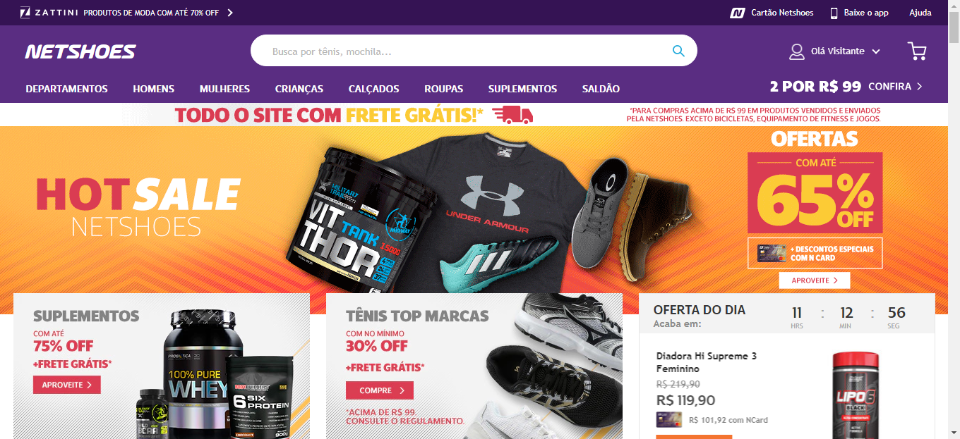 ZATTINI PRODUTOS DE MODA COM ATÉ 70% OFF
Cartão Netshoes
Baixe o app
Ajuda
NETSHOES
Busca por tênis, mochila...
Olá Visitante
DEPARTAMENTOS HOMENS MULHERES CRIANÇAS CALÇADOS ROUPAS SUPLEMENTOS SALDÃO
2 POR R$ 99 CONFIRA
TODO O SITE COM FRETE GRÁTIS!*
*PARA COMPRAS ACIMA DE R$ 99 EM PRODUTOS VENDIDOS E ENVIADOS
PELA NETSHOES. EXCETO BICICLETAS, EQUIPAMENTO DE FITNESS E JOGOS.
HOT SALE
NETSHOES
MILITARY
TRAIL
VIT
TANK
THOR
UNDER ARMOUR
OFERTAS
COM ATÉ
65%
OFF
+ DESCONTOS ESPECIAIS
COM N CARD
APROVEITE
SUPLEMENTOS
COM ATÉ
75% OFF
+FRETE GRÁTIS*
APROVEITE
100% PURE
WHEY
6 SIX
PROTEIN
TÊNIS TOP MARCAS
COM NO MÍNIMO
30% OFF
+FRETE GRÁTIS*
COMPRE
*ACIMA DE R$ 99.
CONSULTE O REGULAMENTO.
OFERTA DO DIA
Acaba em:
11 : 12 : 56
HRS MIN SEG
Diadora Hi Supreme 3
Feminino
R$ 219,90
R$ 119,90
R$ 101,92 com NCard
LIPO 6
BLACK